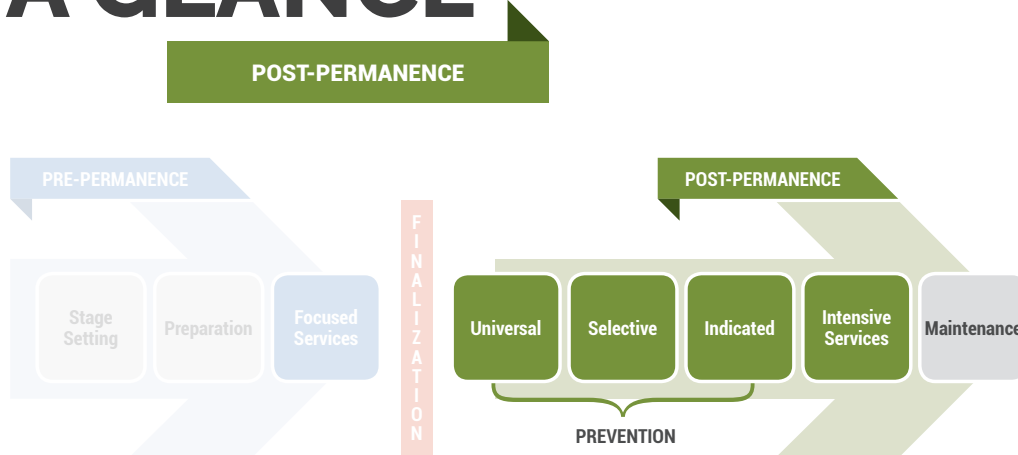 A GLANCE
POST-PERMANENCE
PRE-PERMANENCE
POST-PERMANENCE
Stage
Setting
Preparation
Focused
Services
FINALIZATION
Universal
Selective
Indicated
Intensive
Services
Maintenance
PREVENTION